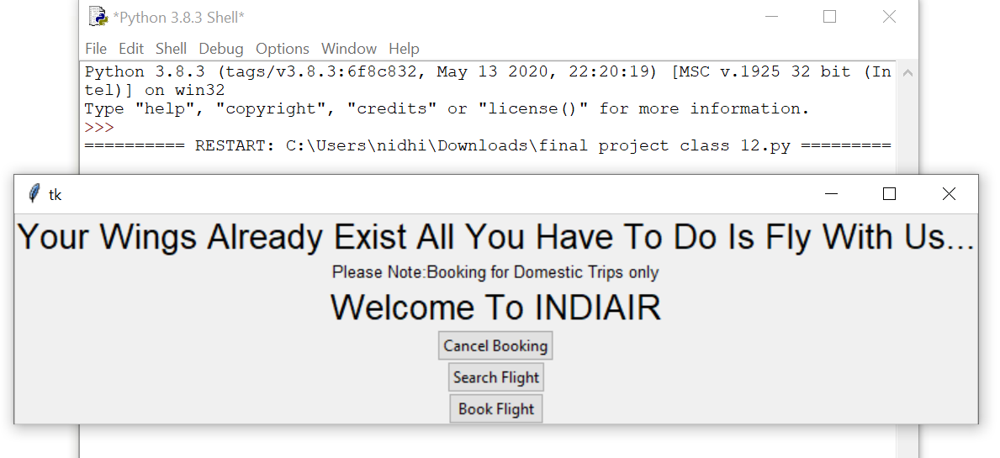 *Python 3.8.3 Shell*
File Edit Shell Debug Options Window Help
Python 3.8.3 (tags/v3.8.3:6f8c832, May 13 2020, 22:20:19) [MSC v.1925 32 bit (In
tel)] on win32
Type "help", "copyright", "credits" or "license()" for more information.
>>>
========== RESTART: C:\Users\nidhi\Downloads\final project class 12.py =========
tk
Your Wings Already Exist All You Have To Do Is Fly With Us...
Please Note:Booking for Domestic Trips only
Welcome To INDIAIR
Cancel Booking
Search Flight
Book Flight